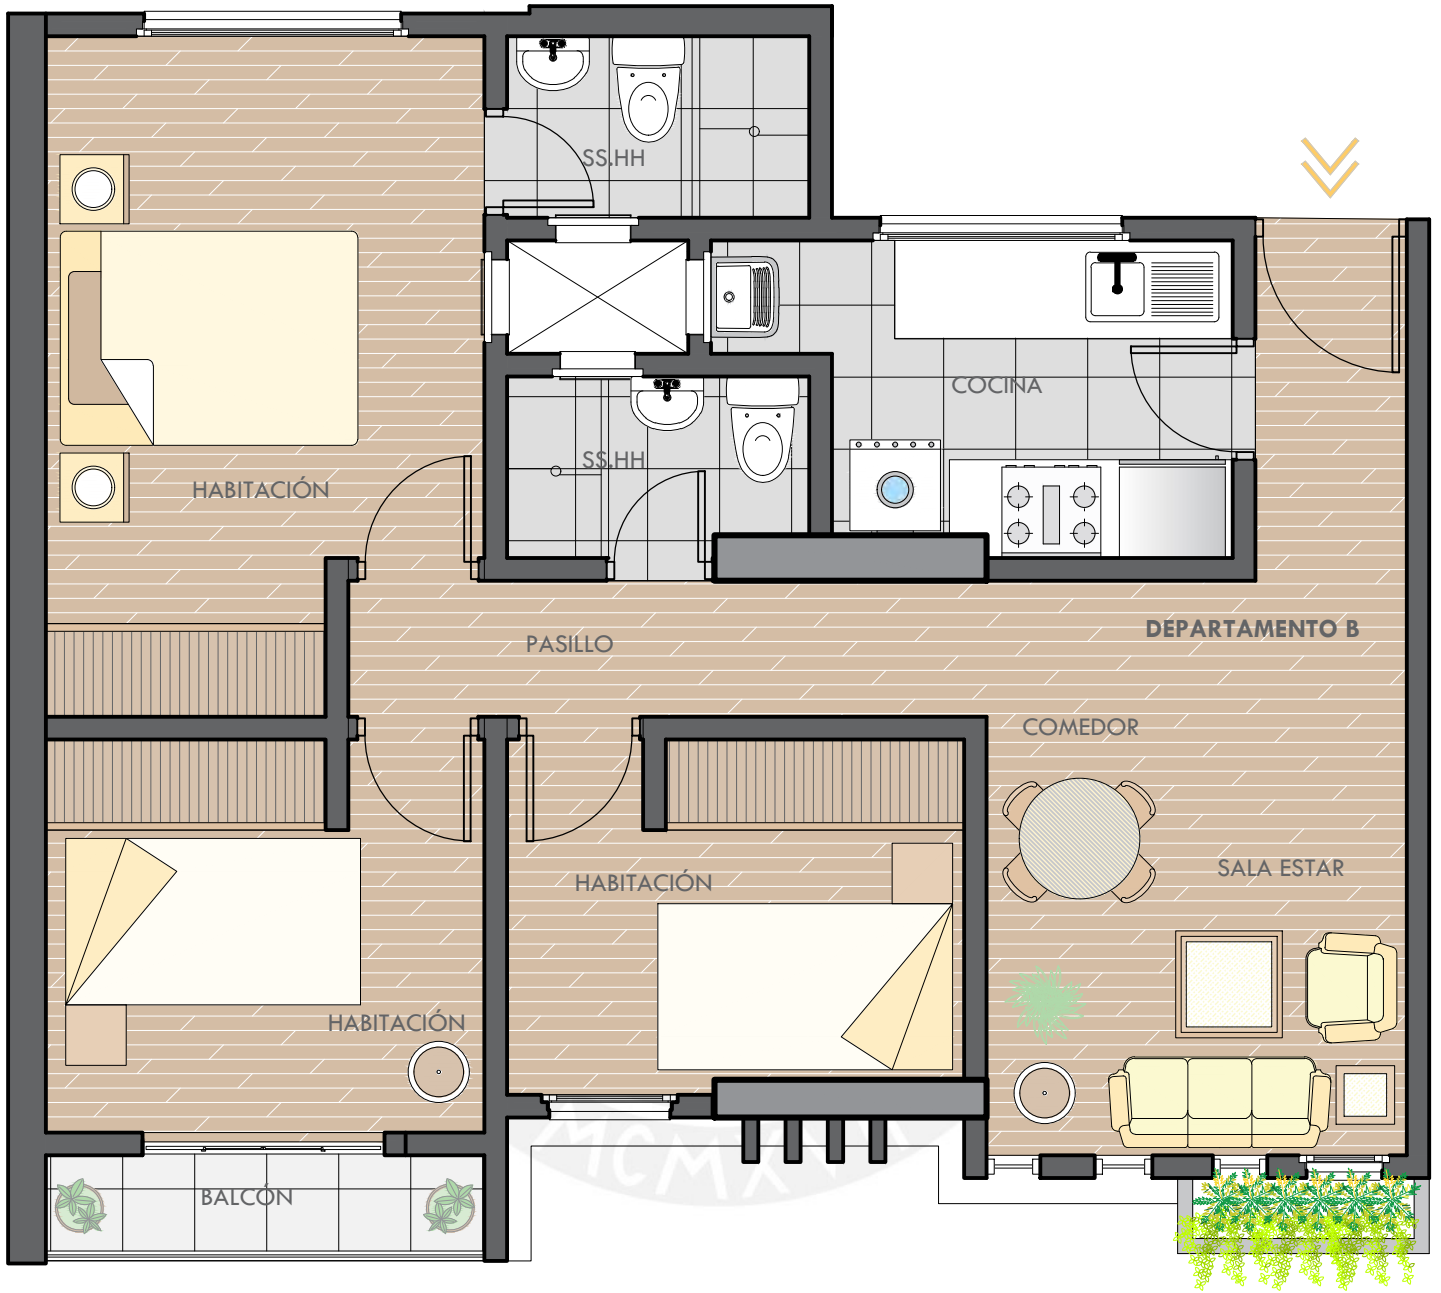 SS.HH
COCINA
SS.HH
HABITACIÓN
DEPARTAMENTO B
PASILLO
COMEDOR
SALA ESTAR
HABITACIÓN
HABITACIÓN
BALCÓN